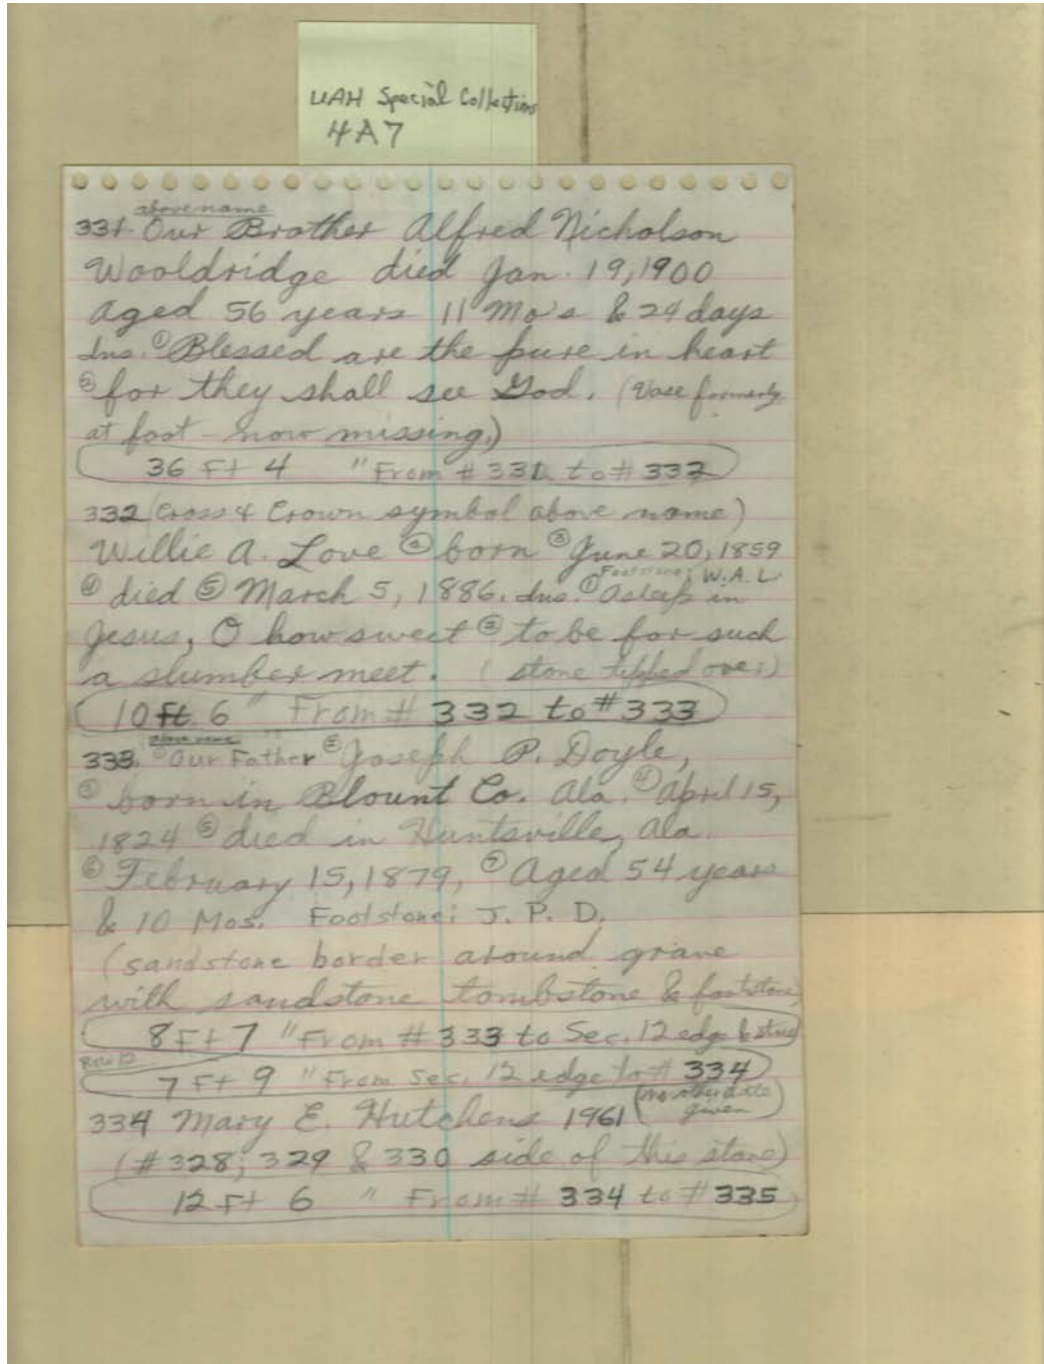 UAH Special Collections
4A7
above name
331. Our Brother Alfred Nicholson
Wooldridge died Jan. 19, 1900
aged 56 years 11 Mo's & 24 days
Ins. ① Blessed are the pure in heart
② for they shall see God. (Vase formerly
at foot - now missing.)
36 Ft 4 " From # 331 to # 332
332 (Cross & Crown symbol above name)
Willie A. Love ② born ③ June 20, 1859
Footstone: W.A.L
④ died ⑤ March 5, 1886. Ins. ① Asleep in
Jesus, O how sweet ② to be for such
a slumber meet. (stone tipped over)
10 ft. 6 " From # 332 to # 333
above name
333. ① Our Father ② Joseph P. Doyle,
③ born in Blount Co. Ala. ④ April 15,
1824 ⑤ died in Huntsville, Ala.
⑥ February 15, 1879, ⑦ Aged 54 years
& 10 Mos. Footstone: J. P. D.
(sandstone border around grave
with sandstone tombstone & footstone)
8 Ft 7 " From # 333 to Sec. 12 edge &
Row 12
7 Ft 9 " From Sec. 12 edge to # 334
334 Mary E. Hutchens 1961 (no other date
given)
(#328; 329 & 330 side of this stone)
12 Ft 6 " From # 334 to # 335